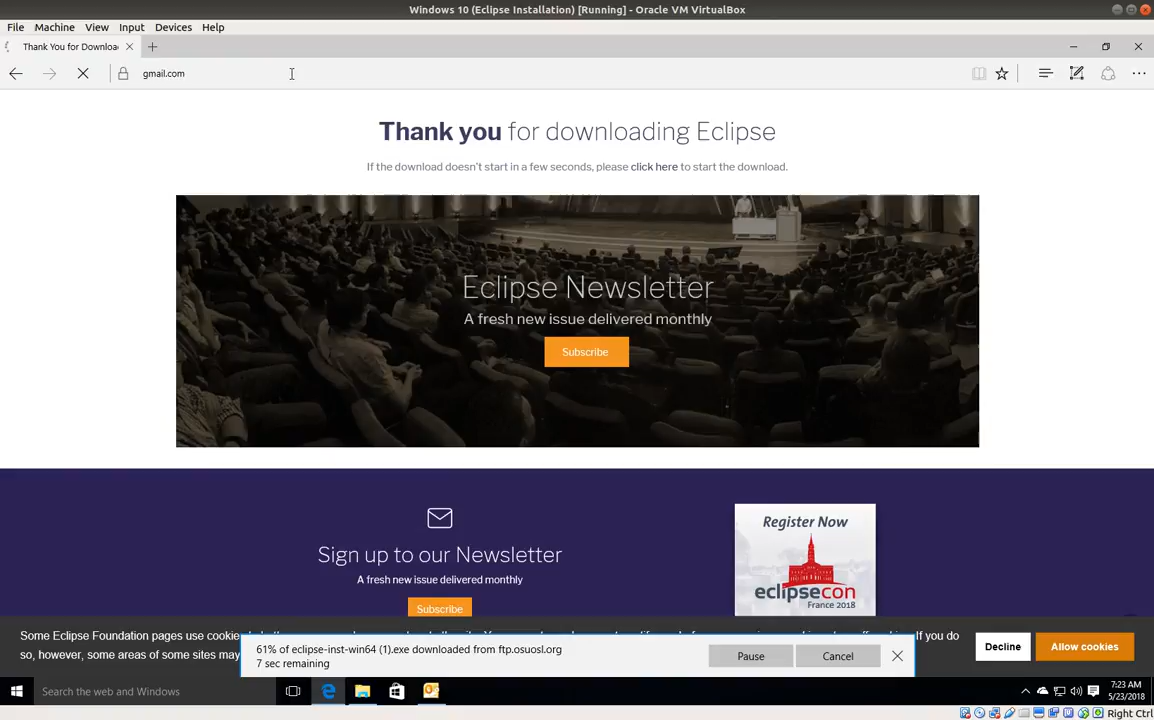 Windows 10 (Eclipse Installation) [Running] - Oracle VM VirtualBox
File Machine View Input Devices Help
Thank You for Downloa
gmail.com
Thank you for downloading Eclipse
If the download doesn't start in a few seconds, please click here to start the download.
Eclipse Newsletter
A fresh new issue delivered monthly
Subscribe
Sign up to our Newsletter
A fresh new issue delivered monthly
Subscribe
Register Now
eclipsecon
France 2018
Some Eclipse Foundation pages use cookie
If you do
so, however, some areas of some sites may
Decline
Allow cookies
61% of eclipse-inst-win64 (1).exe downloaded from ftp.osuosl.org
7 sec remaining
Pause
Cancel
Search the web and Windows
7:23 AM
5/23/2018
Right Ctrl